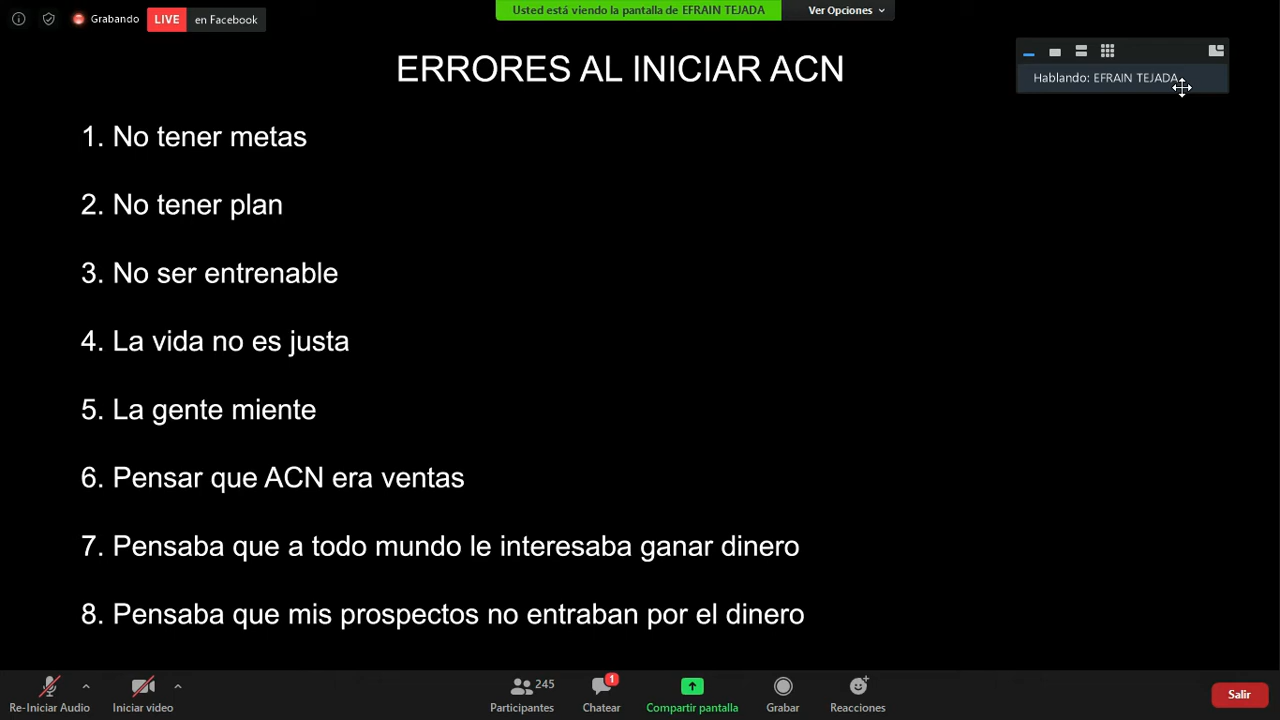 Grabando LIVE en Facebook
Usted está viendo la pantalla de EFRAIN TEJADA Ver Opciones
ERRORES AL INICIAR ACN
Hablando: EFRAIN TEJADA
1. No tener metas
2. No tener plan
3. No ser entrenable
4. La vida no es justa
5. La gente miente
6. Pensar que ACN era ventas
7. Pensaba que a todo mundo le interesaba ganar dinero
8. Pensaba que mis prospectos no entraban por el dinero
245
1
Re-Iniciar Audio Iniciar video Participantes Chatear Compartir pantalla Grabar Reacciones Salir